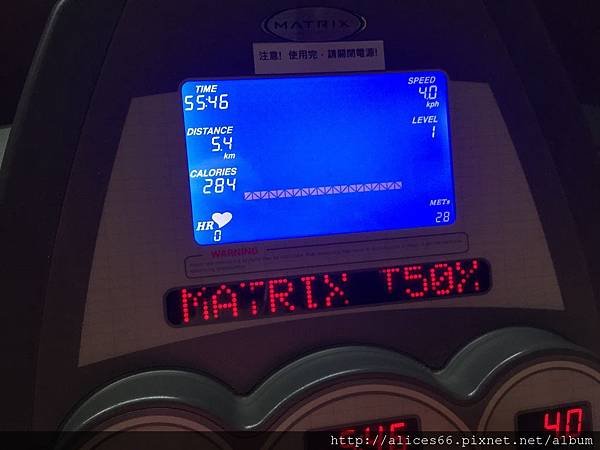 MATRIX
注意! 使用完,請關閉電源!
TIME
55:46
SPEED
4.0
kph
DISTANCE
5.4
km
LEVEL
1
CALORIES
284
HR
0
METs
28
WARNING
MATRIX T50X
40
http://alices66.pixnet.net/album